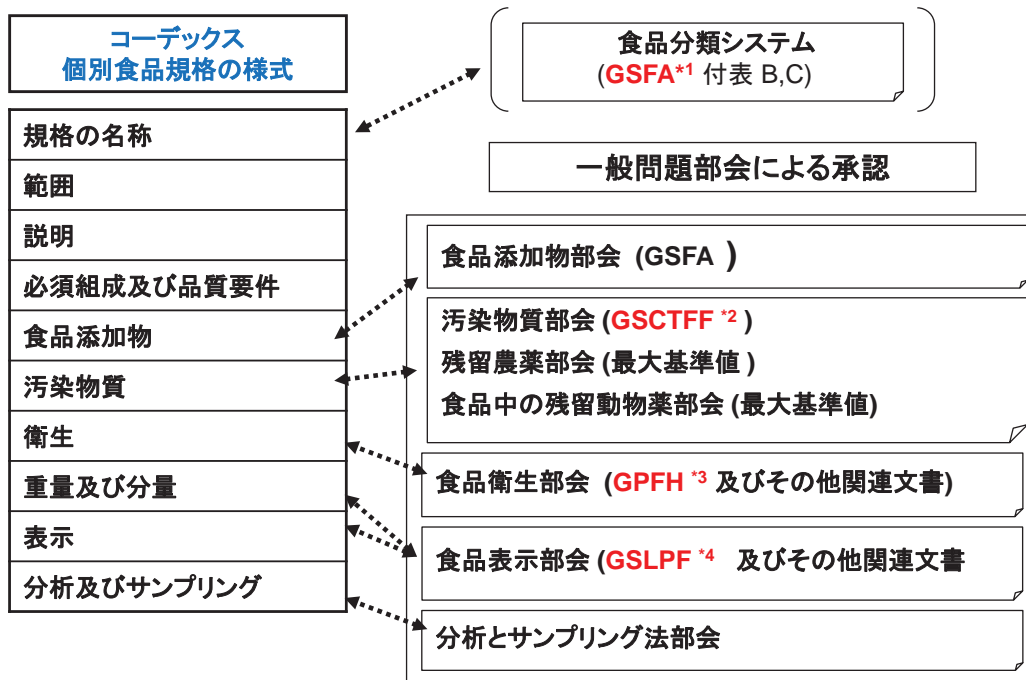 コーデックス
個別食品規格の様式
食品分類システム
(GSFA*1 付表 B,C)
規格の名称
範囲
説明
必須組成及び品質要件
食品添加物
汚染物質
衛生
重量及び分量
表示
分析及びサンプリング
一般問題部会による承認
食品添加物部会 (GSFA )
汚染物質部会 (GSCTFF *2 )
残留農薬部会 (最大基準値 )
食品中の残留動物薬部会 (最大基準値)
食品衛生部会 (GPFH *3 及びその他関連文書)
食品表示部会 (GSLPF *4 及びその他関連文書
分析とサンプリング法部会